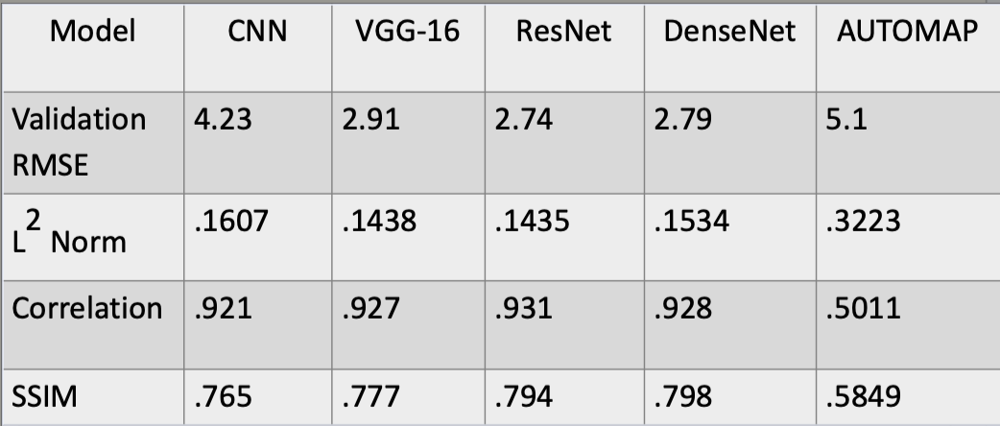 Model CNN VGG-16 ResNet DenseNet AUTOMAP
Validation RMSE 4.23 2.91 2.74 2.79 5.1
L2 Norm .1607 .1438 .1435 .1534 .3223
Correlation .921 .927 .931 .928 .5011
SSIM .765 .777 .794 .798 .5849